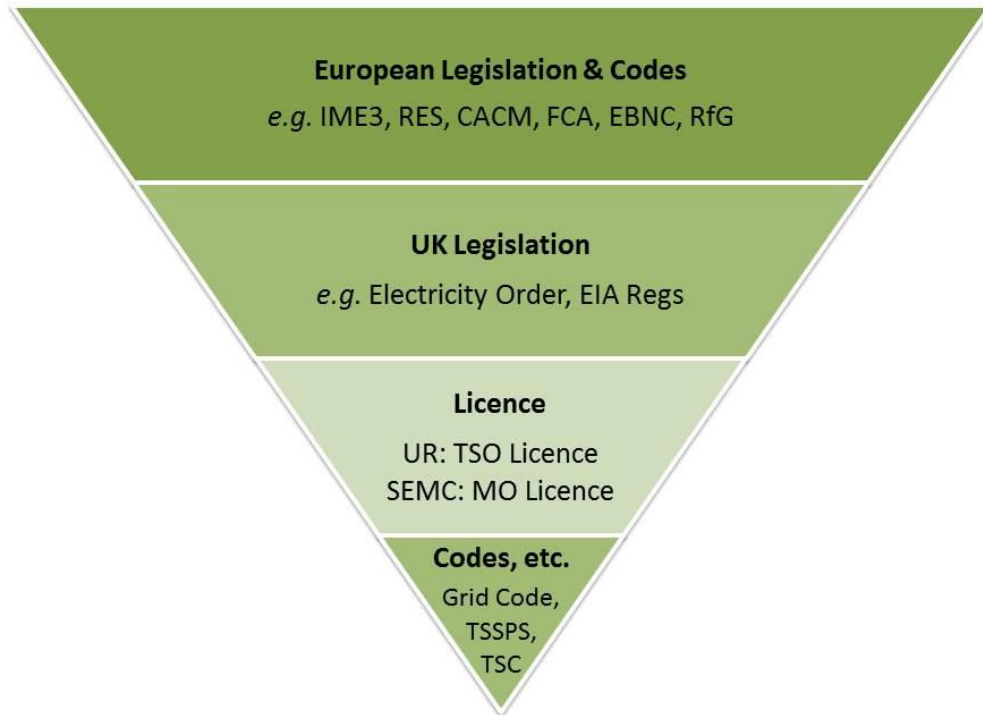 European Legislation & Codes
e.g. IME3, RES, CACM, FCA, EBNC, RfG
UK Legislation
e.g. Electricity Order, EIA Regs
Licence
UR: TSO Licence
SEMC: MO Licence
Codes, etc.
Grid Code,
TSSPS,
TSC